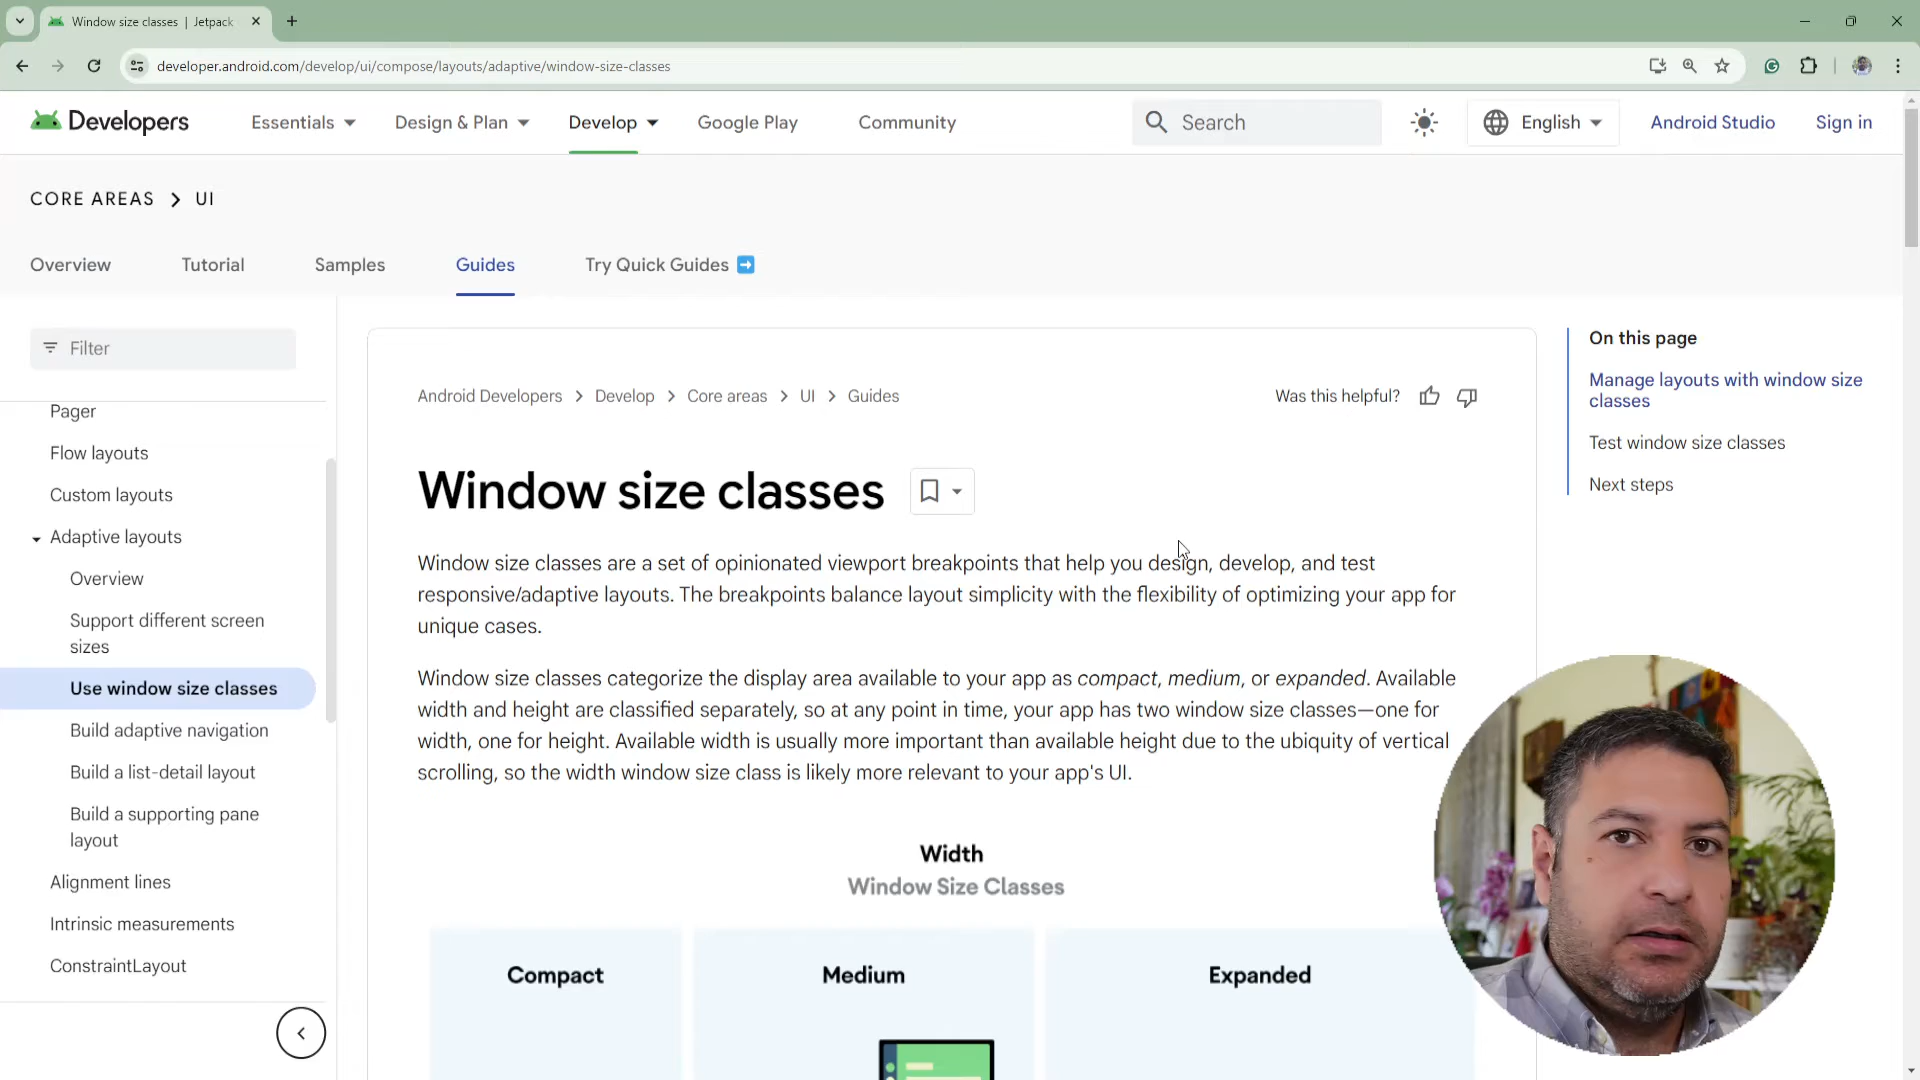 Window size classes | Jetpack
developer.android.com/develop/ui/compose/layouts/adaptive/window-size-classes
Developers
Essentials
Design & Plan
Develop
Google Play
Community
Search
English
Android Studio
Sign in
CORE AREAS > UI
Overview
Tutorial
Samples
Guides
Try Quick Guides
Filter
Pager
Flow layouts
Custom layouts
Adaptive layouts
Overview
Support different screen
sizes
Use window size classes
Build adaptive navigation
Build a list-detail layout
Build a supporting pane
layout
Alignment lines
Intrinsic measurements
ConstraintLayout
Android Developers > Develop > Core areas > UI > Guides
Was this helpful?
Window size classes
Window size classes are a set of opinionated viewport breakpoints that help you design, develop, and test
responsive/adaptive layouts. The breakpoints balance layout simplicity with the flexibility of optimizing your app for
unique cases.
Window size classes categorize the display area available to your app as compact, medium, or expanded. Available
width and height are classified separately, so at any point in time, your app has two window size classes—one for
width, one for height. Available width is usually more important than available height due to the ubiquity of vertical
scrolling, so the width window size class is likely more relevant to your app's UI.
Width
Window Size Classes
Compact
Medium
Expanded
On this page
Manage layouts with window size
classes
Test window size classes
Next steps